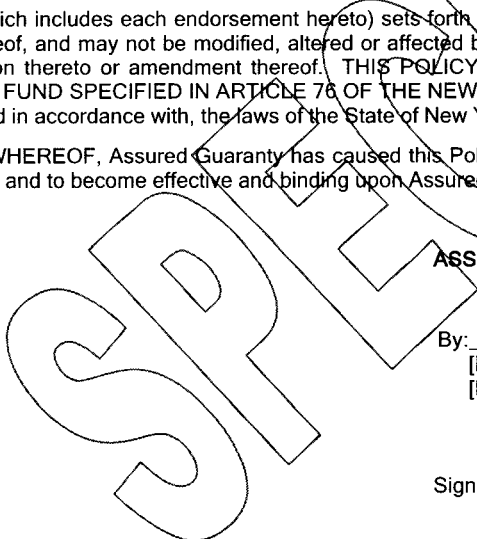 ich includes each endorsement hereto) sets forth
eof, and may not be modified, altered or affected b
on thereto or amendment thereof. THIS POLICY
FUND SPECIFIED IN ARTICLE 76 OF THE NEW
d in accordance with, the laws of the State of New Y
WHEREOF, Assured Guaranty has caused this Pol
and to become effective and binding upon Assured
ASS
By:_
Sign
SPE